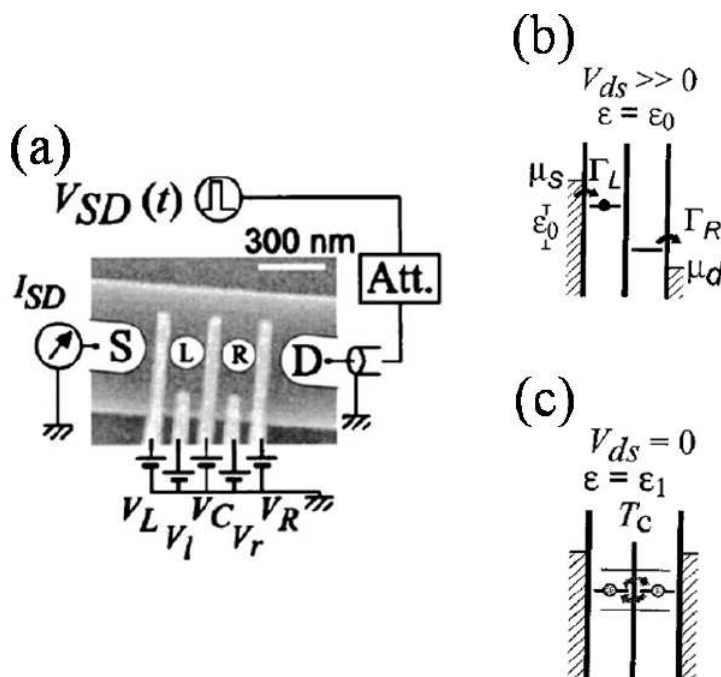 (a)
V_SD (t)
300 nm
Att.
I_SD
S
L
R
D
V_L
V_l
V_C
V_r
V_R
(b)
V_ds >> 0
ε = ε_0
μ_S
Γ_L
ε_0
Γ_R
μ_d
(c)
V_ds = 0
ε = ε_1
T_c